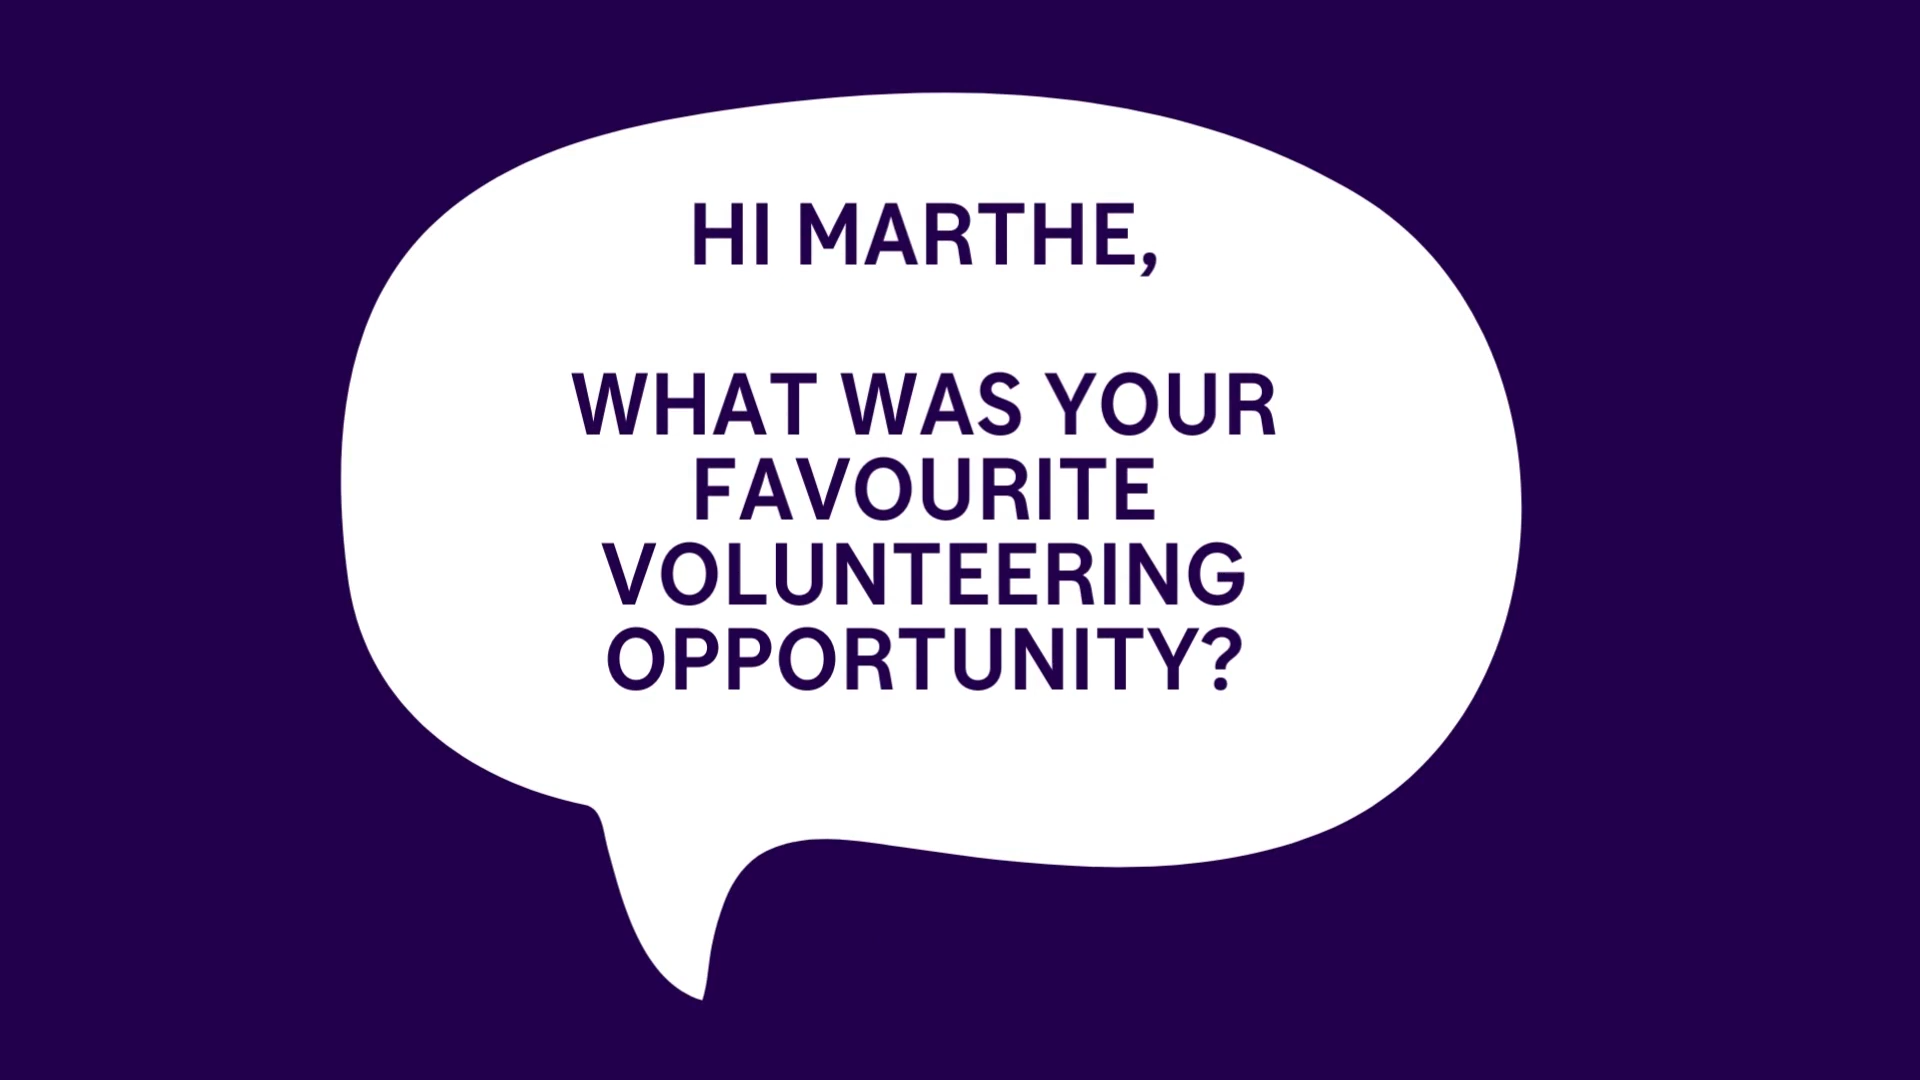 HI MARTHE,
WHAT WAS YOUR
FAVOURITE
VOLUNTEERING
OPPORTUNITY?